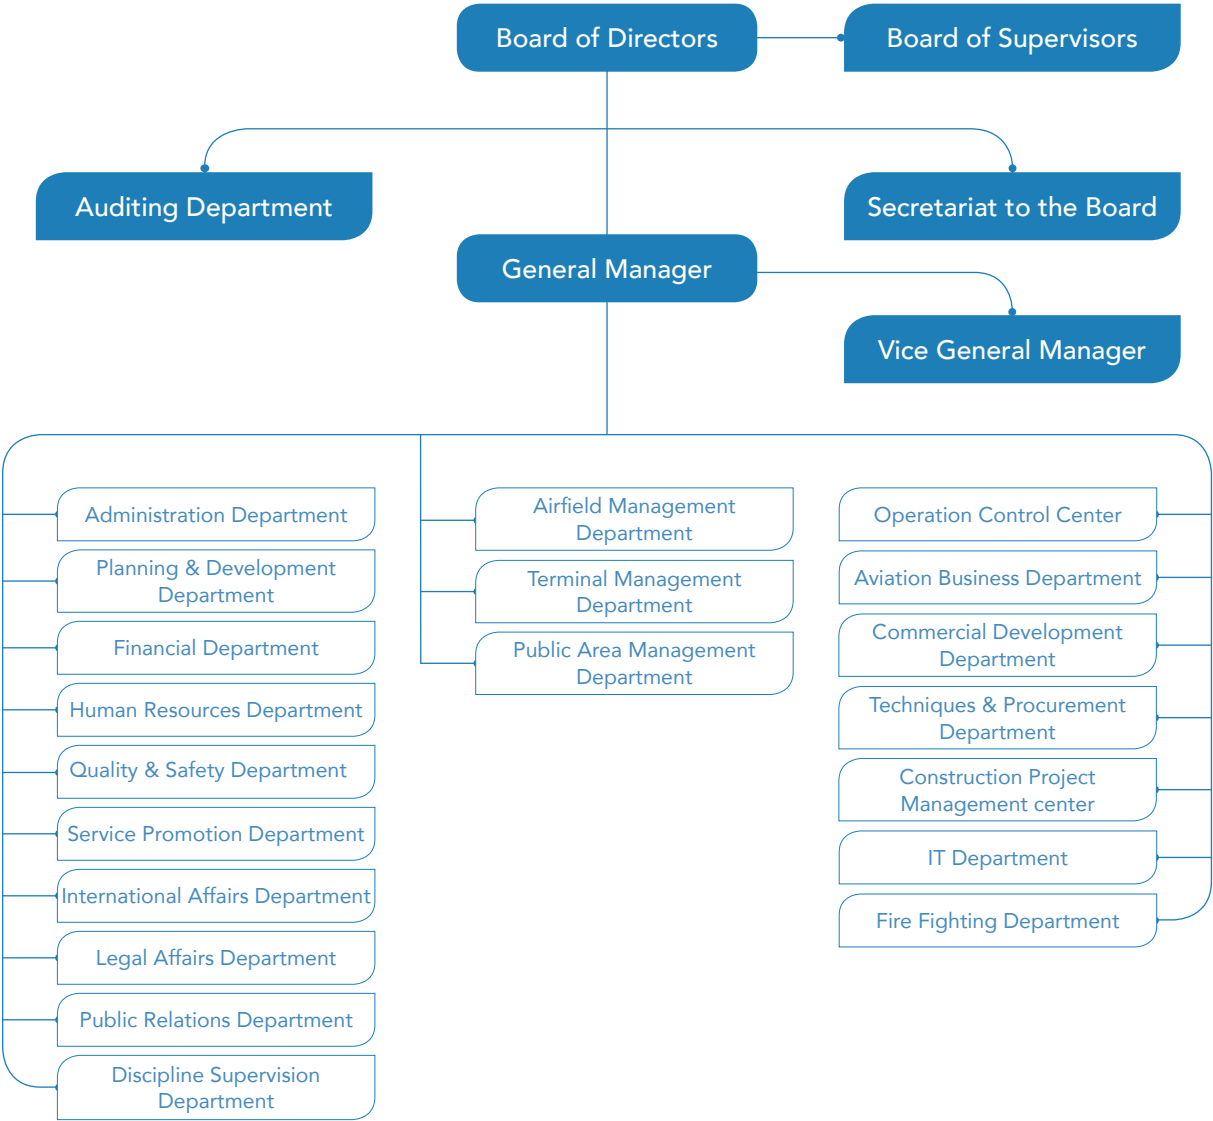 Board of Directors
Board of Supervisors
Auditing Department
Secretariat to the Board
General Manager
Vice General Manager
Administration Department
Planning & Development
Department
Financial Department
Human Resources Department
Quality & Safety Department
Service Promotion Department
International Affairs Department
Legal Affairs Department
Public Relations Department
Discipline Supervision
Department
Airfield Management
Department
Terminal Management
Department
Public Area Management
Department
Operation Control Center
Aviation Business Department
Commercial Development
Department
Techniques & Procurement
Department
Construction Project
Management center
IT Department
Fire Fighting Department